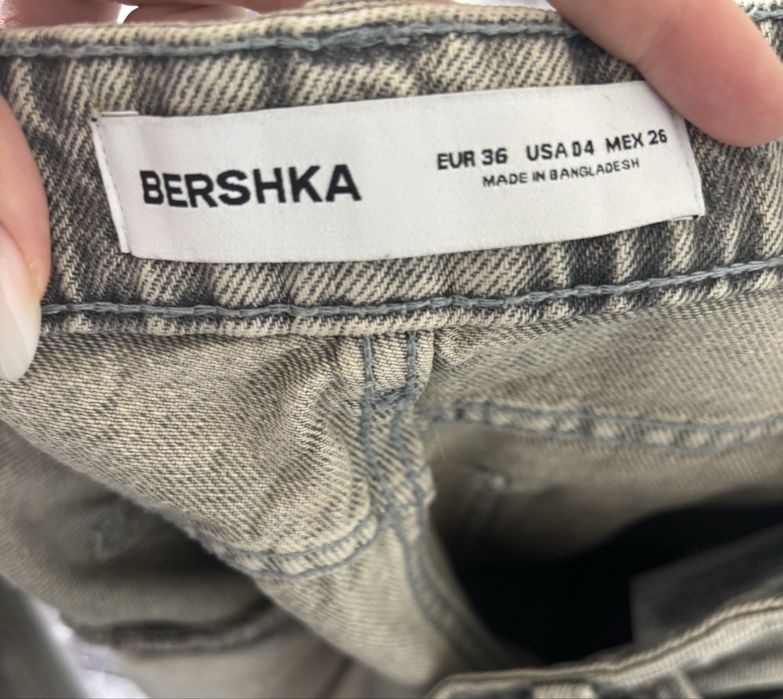 BERSHKA
EUR 36 USA 04 MEX 26
MADE IN BANGLADESH